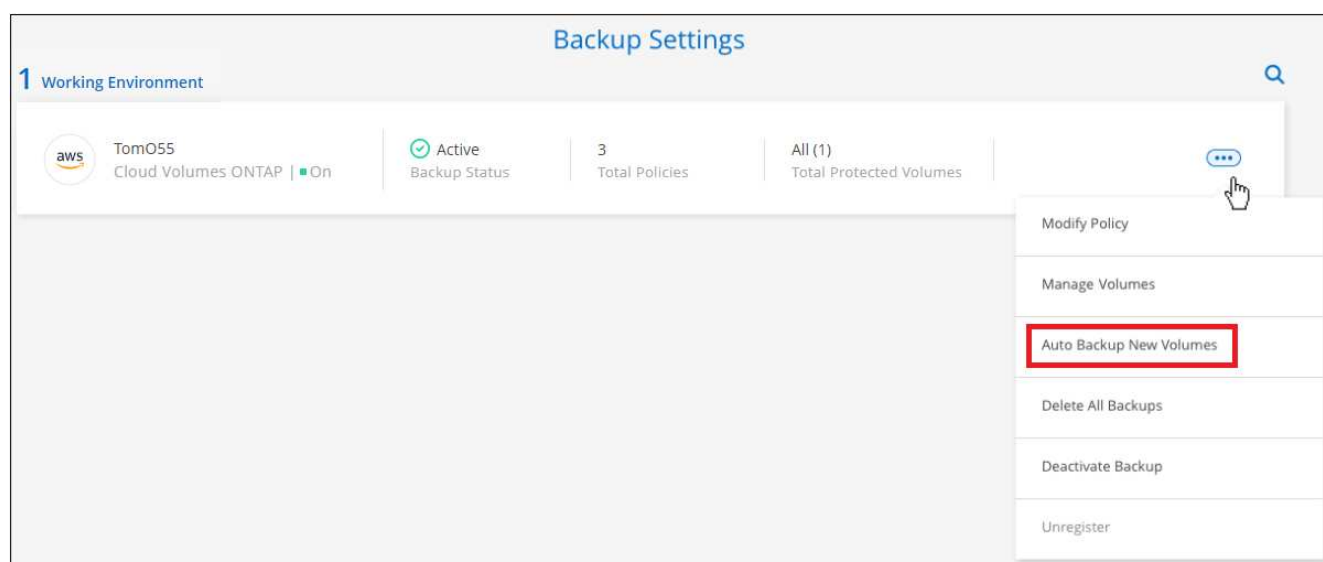 Backup Settings
1 Working Environment
aws
TomO55
Cloud Volumes ONTAP | On
Active
Backup Status
3
Total Policies
All (1)
Total Protected Volumes
Modify Policy
Manage Volumes
Auto Backup New Volumes
Delete All Backups
Deactivate Backup
Unregister